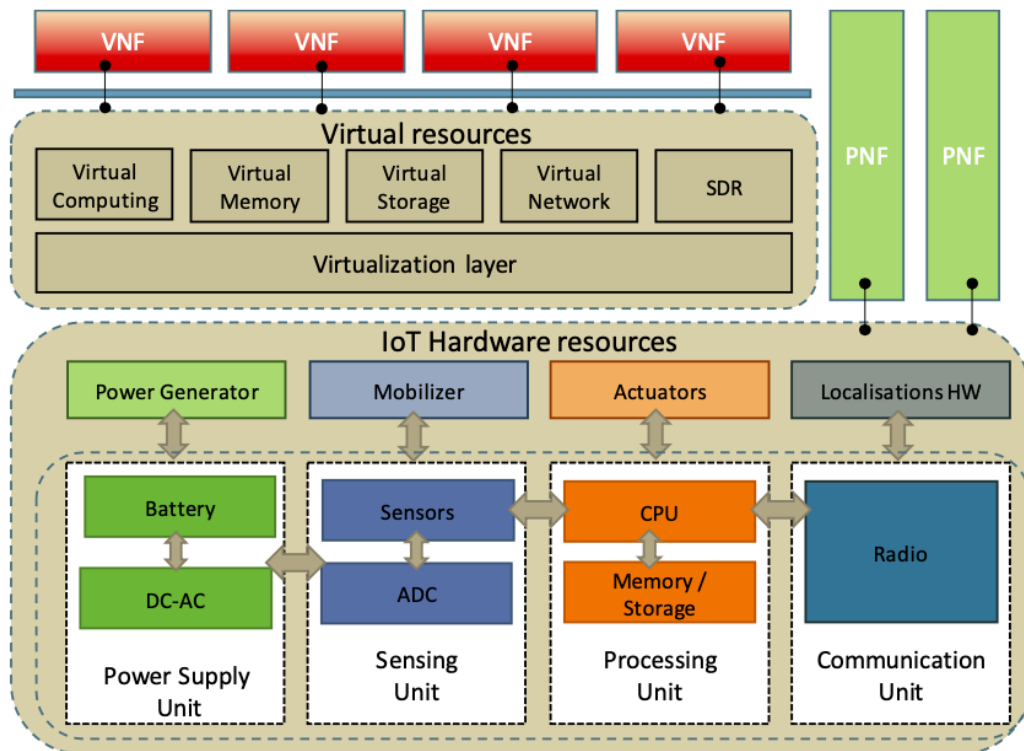 VNF
VNF
VNF
VNF
PNF
PNF
Virtual resources
Virtual
Computing
Virtual
Memory
Virtual
Storage
Virtual
Network
SDR
Virtualization layer
IoT Hardware resources
Power Generator
Mobilizer
Actuators
Localisations HW
Battery
DC-AC
Power Supply
Unit
Sensors
ADC
Sensing
Unit
CPU
Memory /
Storage
Processing
Unit
Radio
Communication
Unit